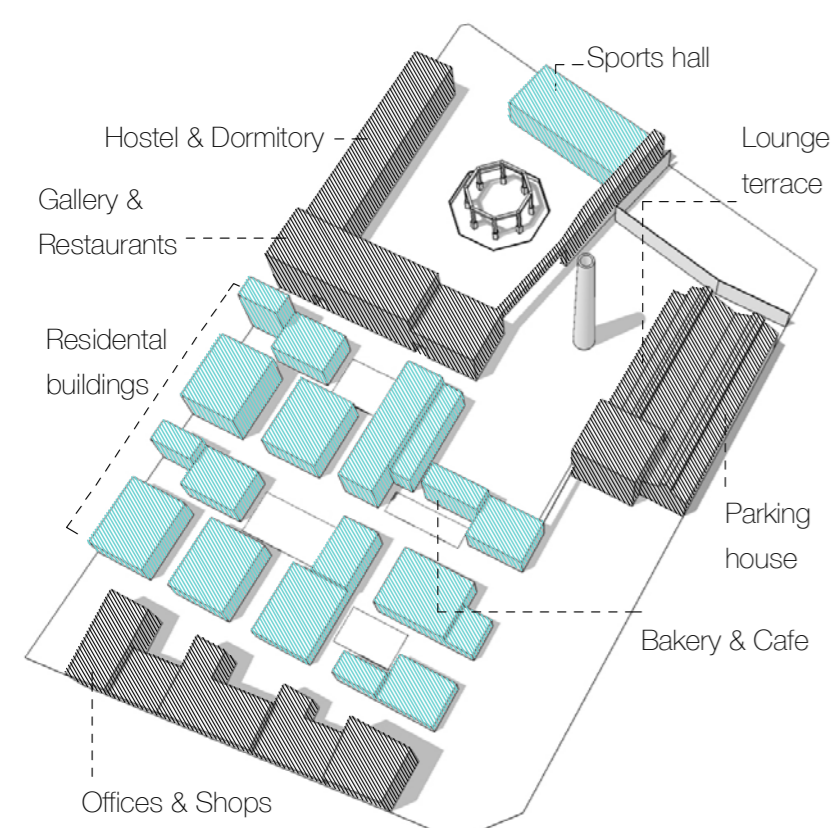 Sports hall
Hostel & Dormitory
Lounge
terrace
Gallery &
Restaurants
Residental
buildings
Parking
house
Bakery & Cafe
Offices & Shops